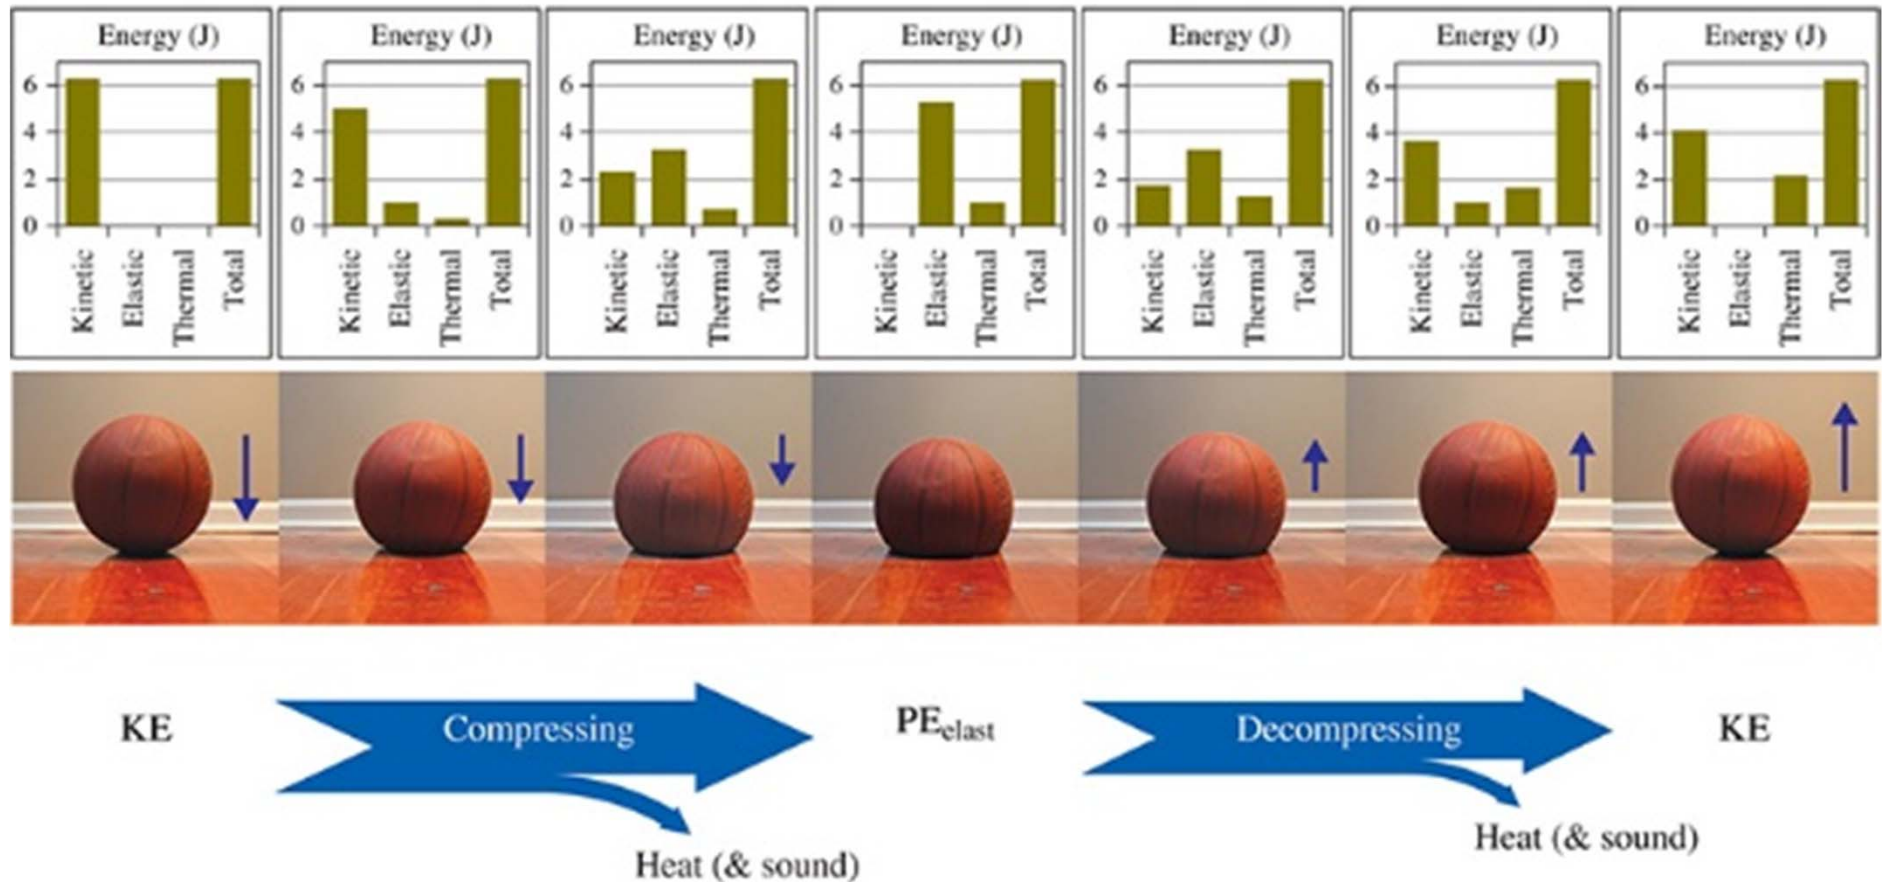 Energy (J)
6
4
2
0
Kinetic
Elastic
Thermal
Total
Energy (J)
6
4
2
0
Kinetic
Elastic
Thermal
Total
Energy (J)
6
4
2
0
Kinetic
Elastic
Thermal
Total
Energy (J)
6
4
2
0
Kinetic
Elastic
Thermal
Total
Energy (J)
6
4
2
0
Kinetic
Elastic
Thermal
Total
Energy (J)
6
4
2
0
Kinetic
Elastic
Thermal
Total
Energy (J)
6
4
2
0
Kinetic
Elastic
Thermal
Total
KE
Compressing
PEelast
Decompressing
KE
Heat (& sound)
Heat (& sound)